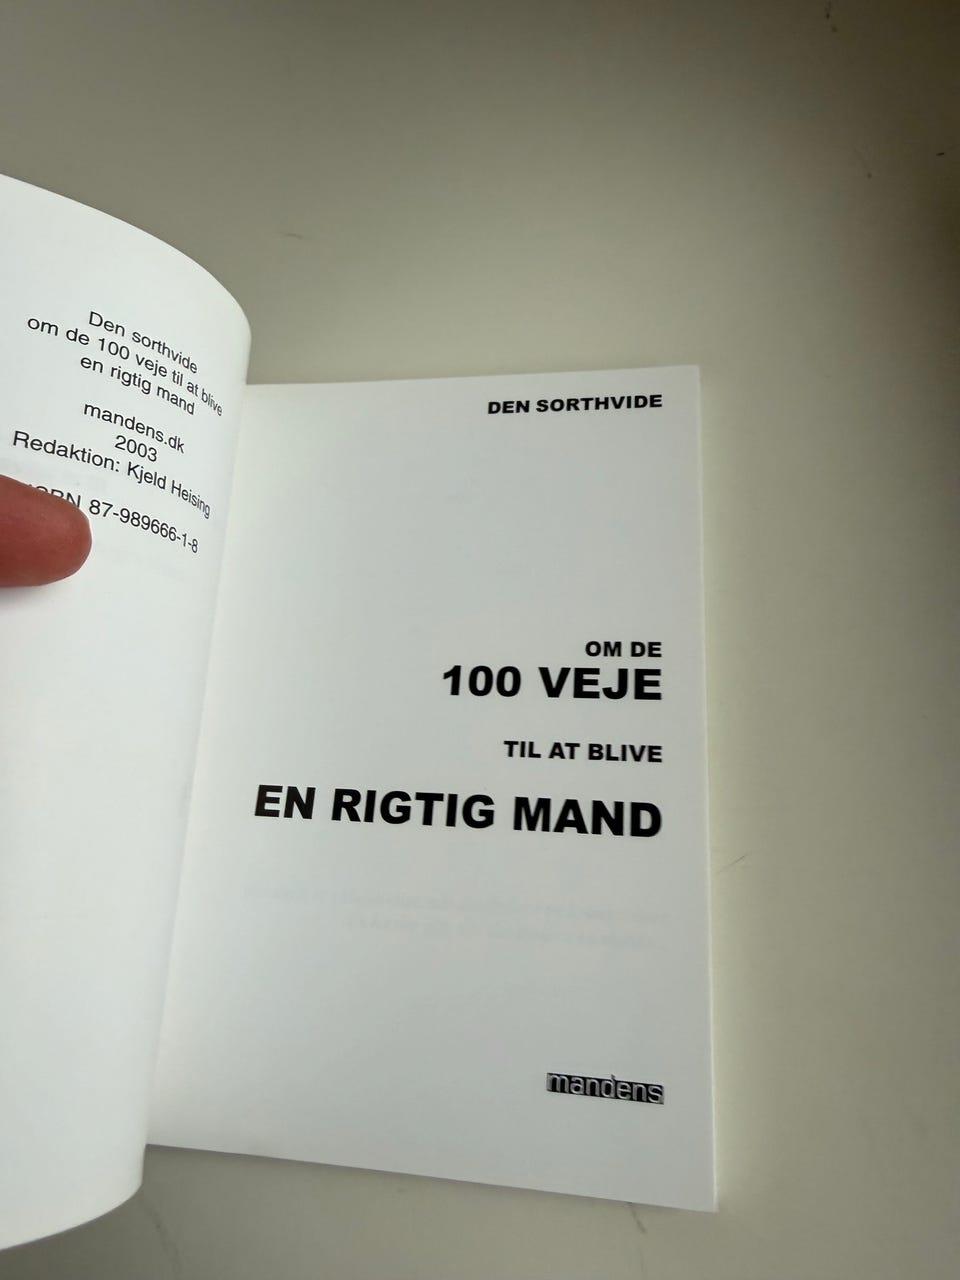 Den sorthvide
om de 100 veje til at blive
en rigtig mand
mandens.dk
2003
Redaktion: Kjeld Heising
ISBN 87-989666-1-8
DEN SORTHVIDE
OM DE
100 VEJE
TIL AT BLIVE
EN RIGTIG MAND
mandens